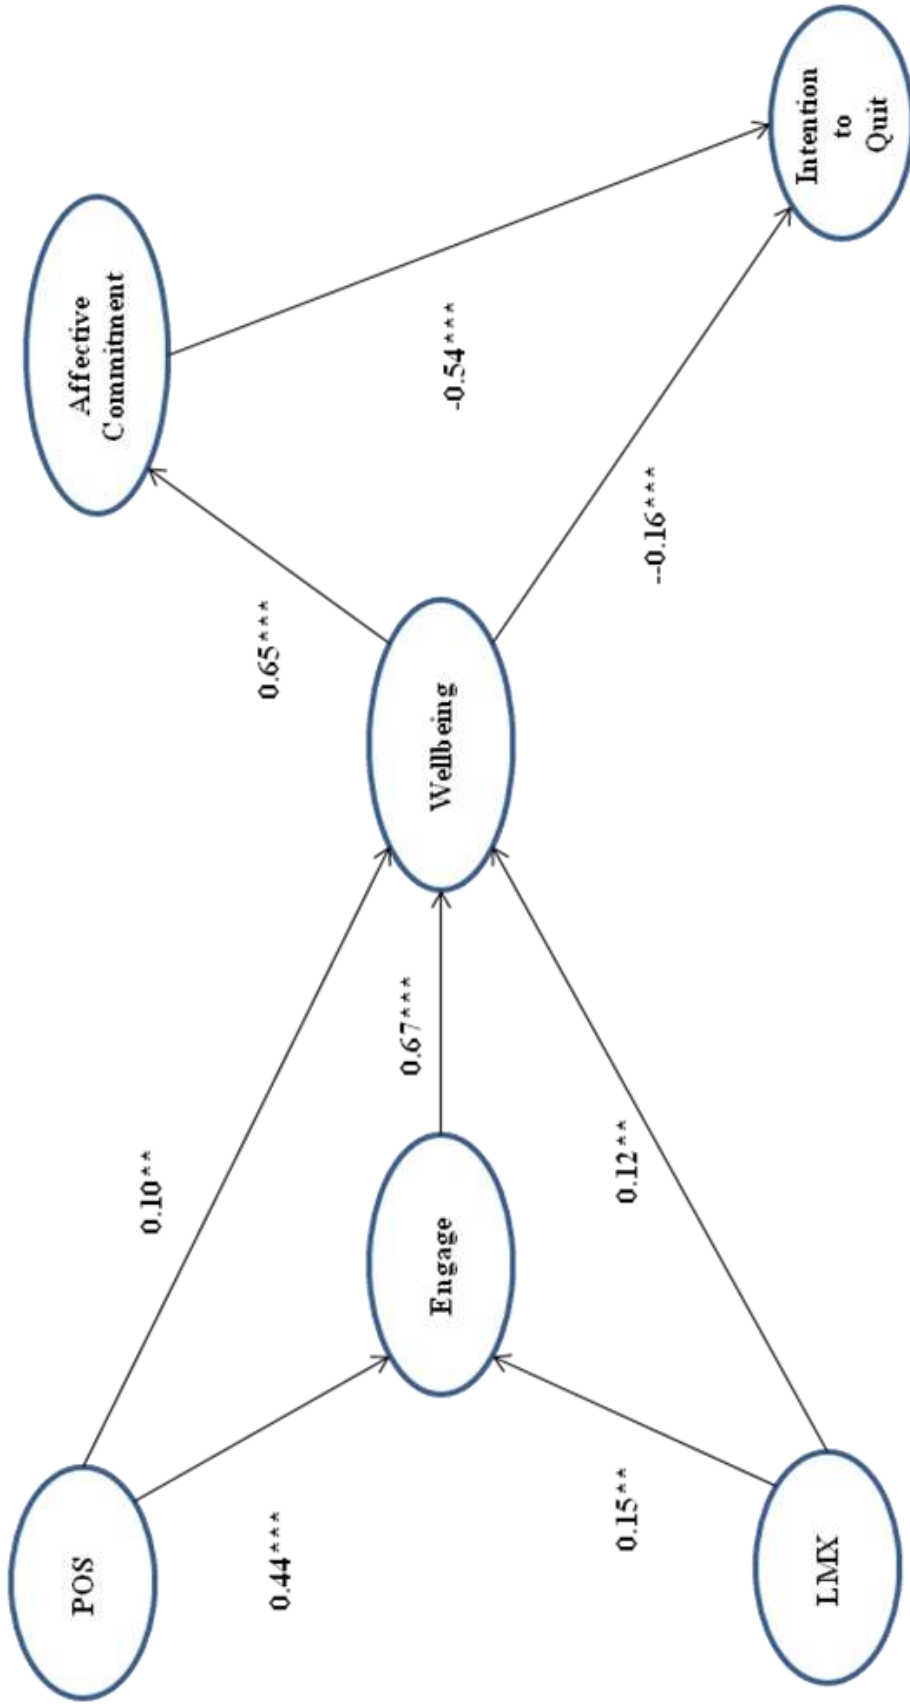 POS
0.10**
0.44***
Engage
0.67***
0.15**
0.12**
LMX
Wellbeing
0.65***
Affective
Commitment
-0.54***
--0.16***
Intention
to
Quit